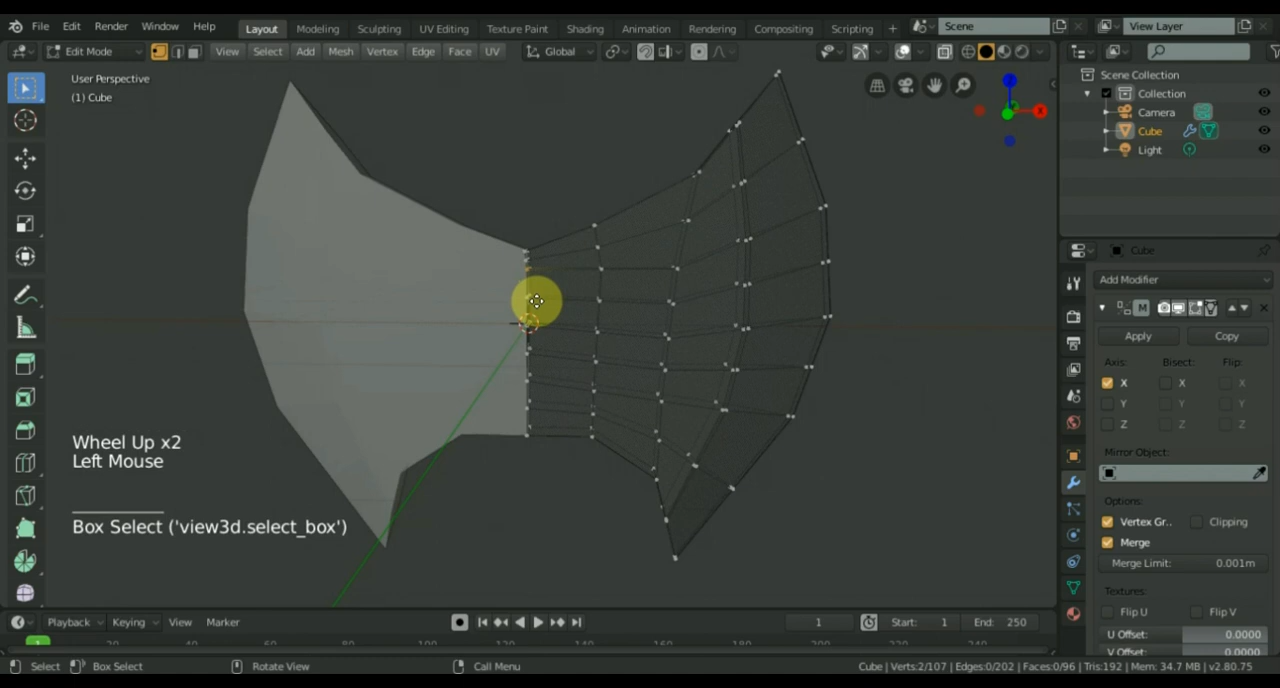 File Edit Render Window Help Layout Modeling Sculpting UV Editing Texture Paint Shading Animation Rendering Compositing Scripting + Scene View Layer
Edit Mode View Select Add Mesh Vertex Edge Face UV Global
User Perspective
(1) Cube
X
Scene Collection
Collection
Camera
Cube
Light
Cube
Add Modifier
M
Apply Copy
Axis: Bisect: Flip:
X X X
Y Y Y
Z Z Z
Mirror Object:
Options:
Vertex Gr.. Clipping
Merge
Merge Limit: 0.001m
Textures:
Flip U Flip V
U Offset: 0.0000
V Offset: 0.0000
Wheel Up x2
Left Mouse
Box Select ('view3d.select_box')
Playback Keying View Marker 1 Start: 1 End: 250
1
Select Box Select Rotate View Call Menu Cube | Verts:2/107 | Edges:0/202 | Faces:0/96 | Tris:192 | Mem: 34.7 MB | v2.80.75